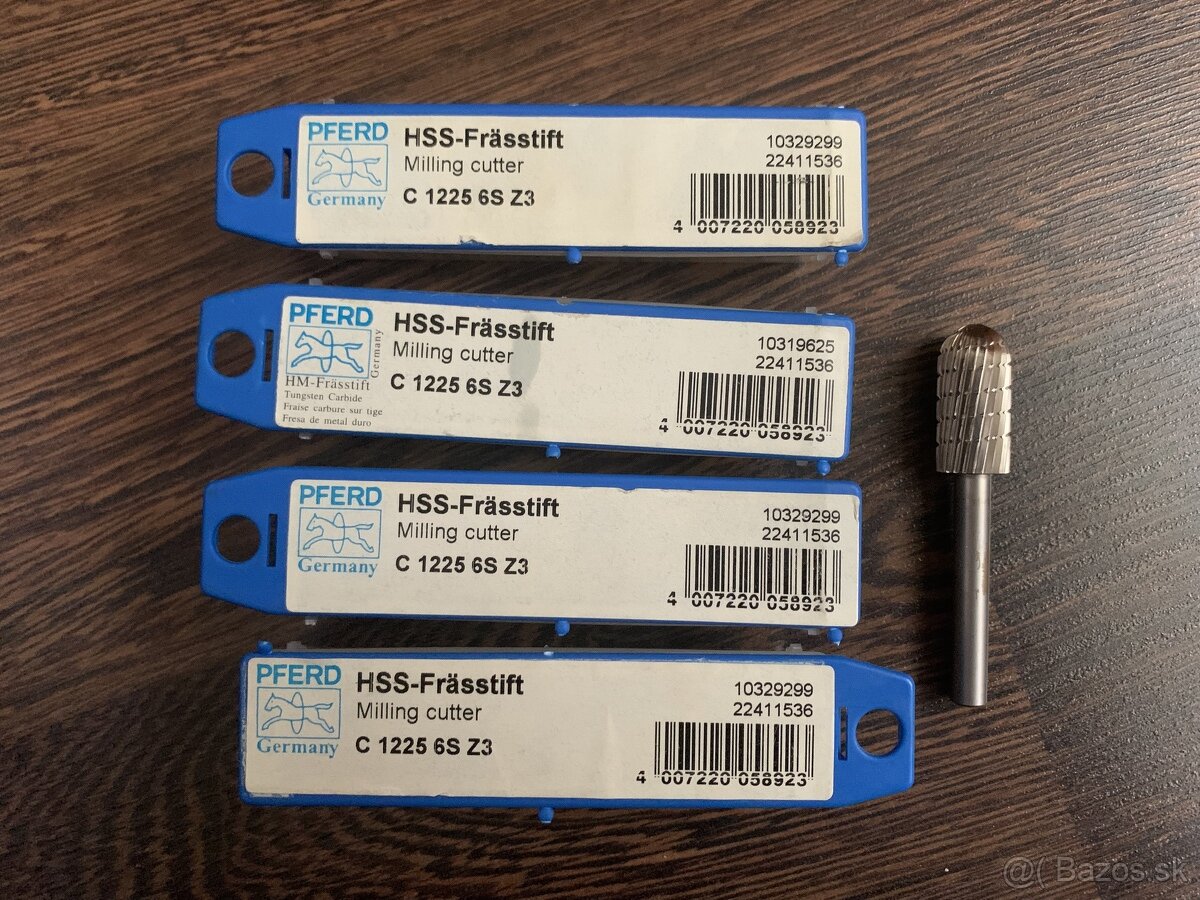 PFERD
Germany
HSS-Frässtift
Milling cutter
C 1225 6S Z3
10329299
22411536
4 007220 058923
PFERD
Germany
HM-Frässtift
Tungsten Carbide
Fraise carbure sur tige
Fresa de metal duro
HSS-Frässtift
Milling cutter
C 1225 6S Z3
10319625
22411536
4 007220 058923
PFERD
Germany
HSS-Frässtift
Milling cutter
C 1225 6S Z3
10329299
22411536
4 007220 058923
PFERD
Germany
HSS-Frässtift
Milling cutter
C 1225 6S Z3
10329299
22411536
4 007220 058923
@( Bazos.sk